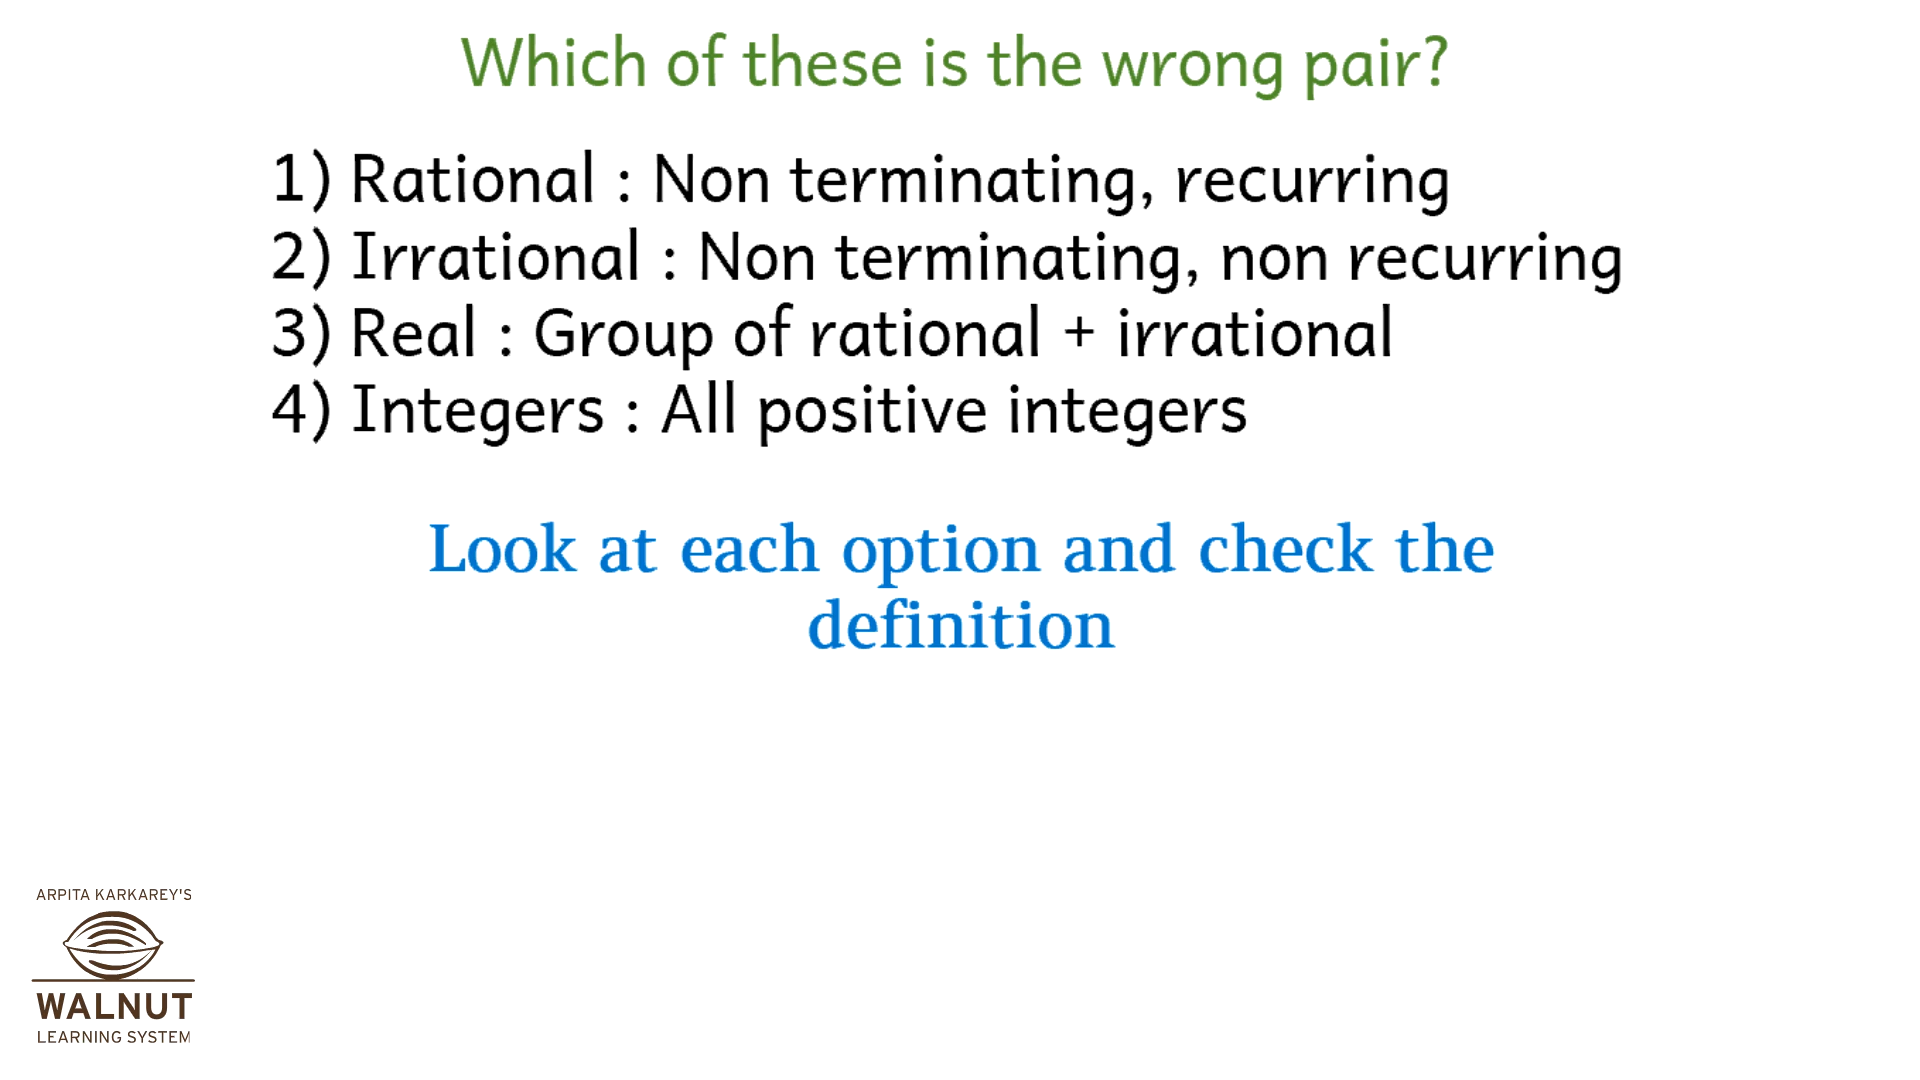 Which of these is the wrong pair?
1) Rational : Non terminating, recurring
2) Irrational : Non terminating, non recurring
3) Real : Group of rational + irrational
4) Integers : All positive integers
Look at each option and check the
definition
ARPITA KARKAREY'S
WALNUT
LEARNING SYSTEM